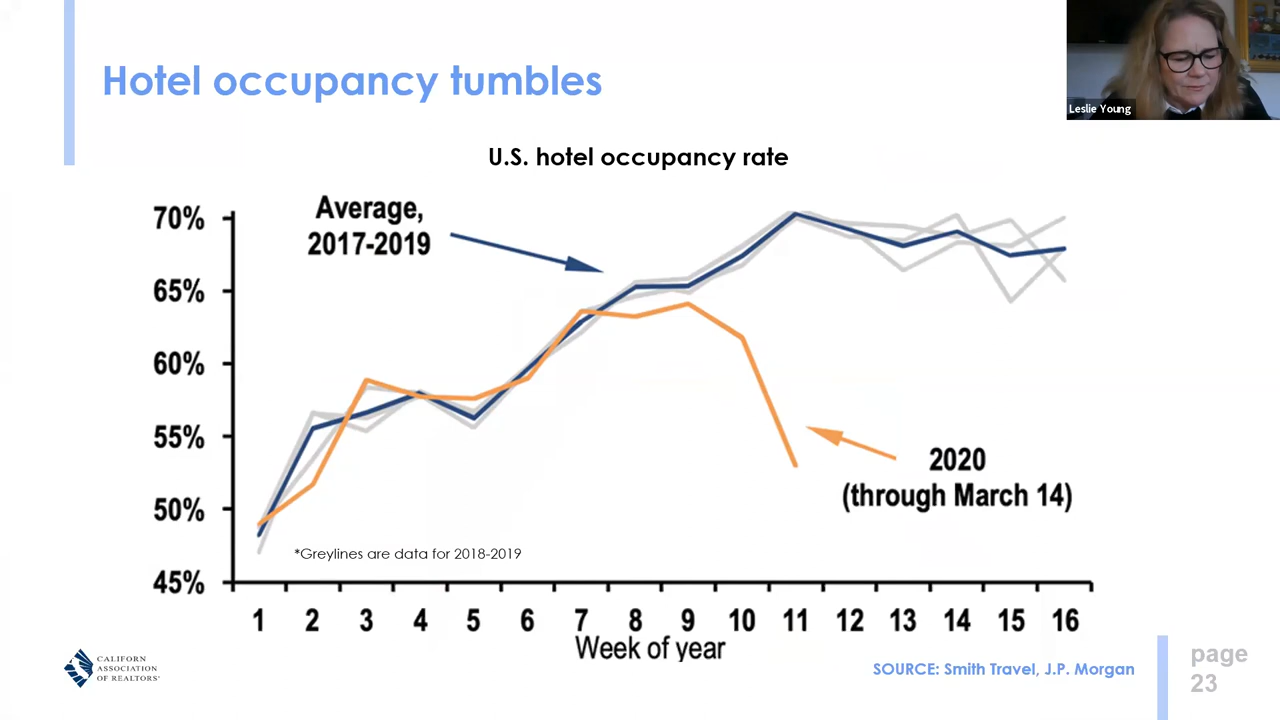 Hotel occupancy tumbles
Leslie Young
U.S. hotel occupancy rate
Average,
2017-2019
70%
65%
60%
55%
50%
45%
2020
(through March 14)
*Greylines are data for 2018-2019
1 2 3 4 5 6 7 8 9 10 11 12 13 14 15 16
Week of year
CALIFORN
ASSOCIATION
OF REALTORS®
SOURCE: Smith Travel, J.P. Morgan
page
23